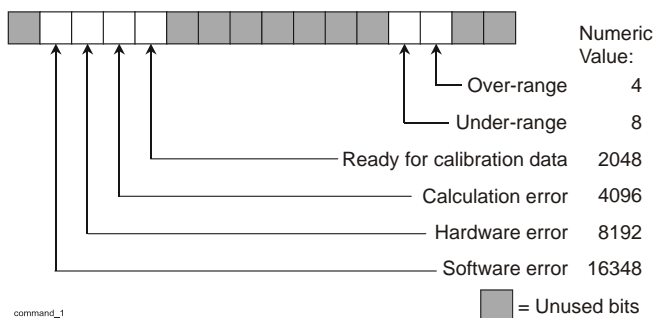 Numeric
Value:
Over-range 4
Under-range 8
Ready for calibration data 2048
Calculation error 4096
Hardware error 8192
Software error 16348
= Unused bits
command_1